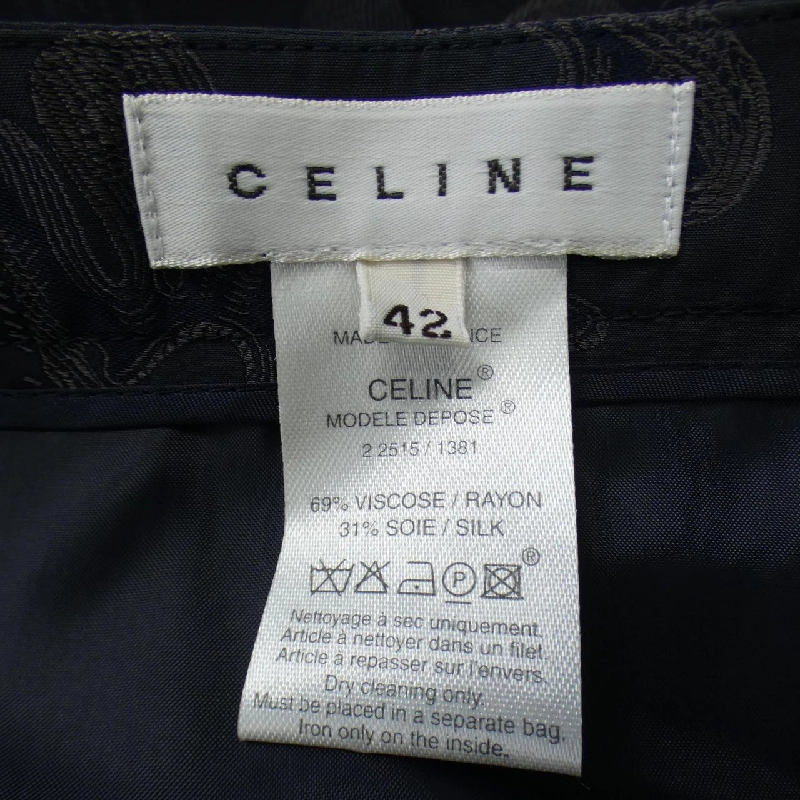 CELINE
42
CELINE®
MODELE DEPOSE®
2 2515 / 1381
69% VISCOSE / RAYON
31% SOIE / SILK
P ®
Nettoyage à sec uniquement.
Article à nettoyer dans un filet
Article à repasser sur l'envers.
Dry cleaning only.
Must be placed in a separate bag.
Iron only on the inside.